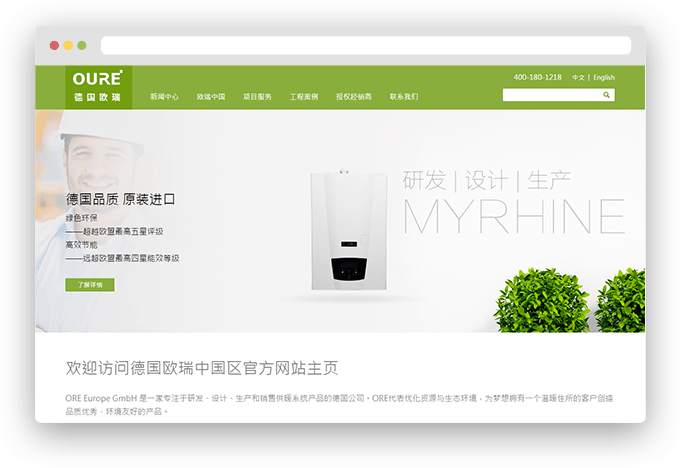 OURE
德国欧瑞
新闻中心 欧瑞中国 项目服务 工程案例 授权经销商 联系我们
400-180-1218 中文 | English
德国品质 原装进口
绿色环保
——超越欧盟最高五星评级
高效节能
——远超欧盟最高四星能效等级
了解详情
研发 | 设计 | 生产
MYRHINE
欢迎访问德国欧瑞中国区官方网站主页
ORE Europe GmbH 是一家专注于研发、设计、生产和销售供暖系统产品的德国公司。ORE代表优化资源与生态环境，为梦想拥有一个温暖住所的客户创造
品质优秀、环境友好的产品。